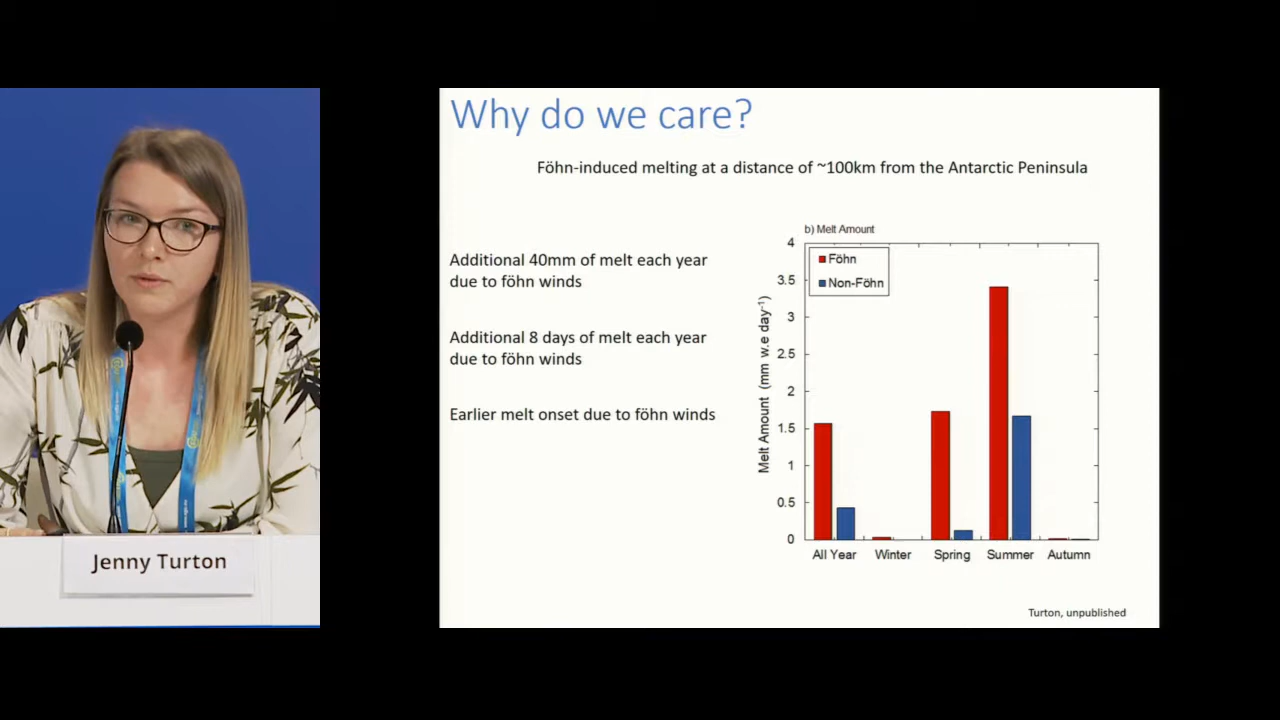 Why do we care?
Föhn-induced melting at a distance of ~100km from the Antarctic Peninsula
Additional 40mm of melt each year
due to föhn winds
Additional 8 days of melt each year
due to föhn winds
Earlier melt onset due to föhn winds
b) Melt Amount
Föhn
Non-Föhn
Melt Amount (mm w.e day⁻¹)
4
3.5
3
2.5
2
1.5
1
0.5
0
All Year Winter Spring Summer Autumn
Turton, unpublished
Jenny Turton